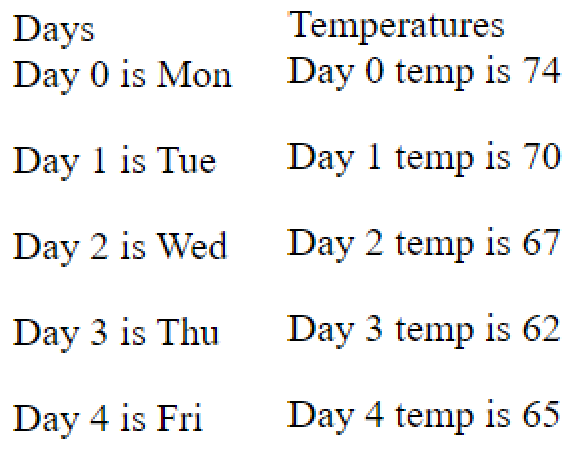 Days
Day 0 is Mon
Day 1 is Tue
Day 2 is Wed
Day 3 is Thu
Day 4 is Fri
Temperatures
Day 0 temp is 74
Day 1 temp is 70
Day 2 temp is 67
Day 3 temp is 62
Day 4 temp is 65